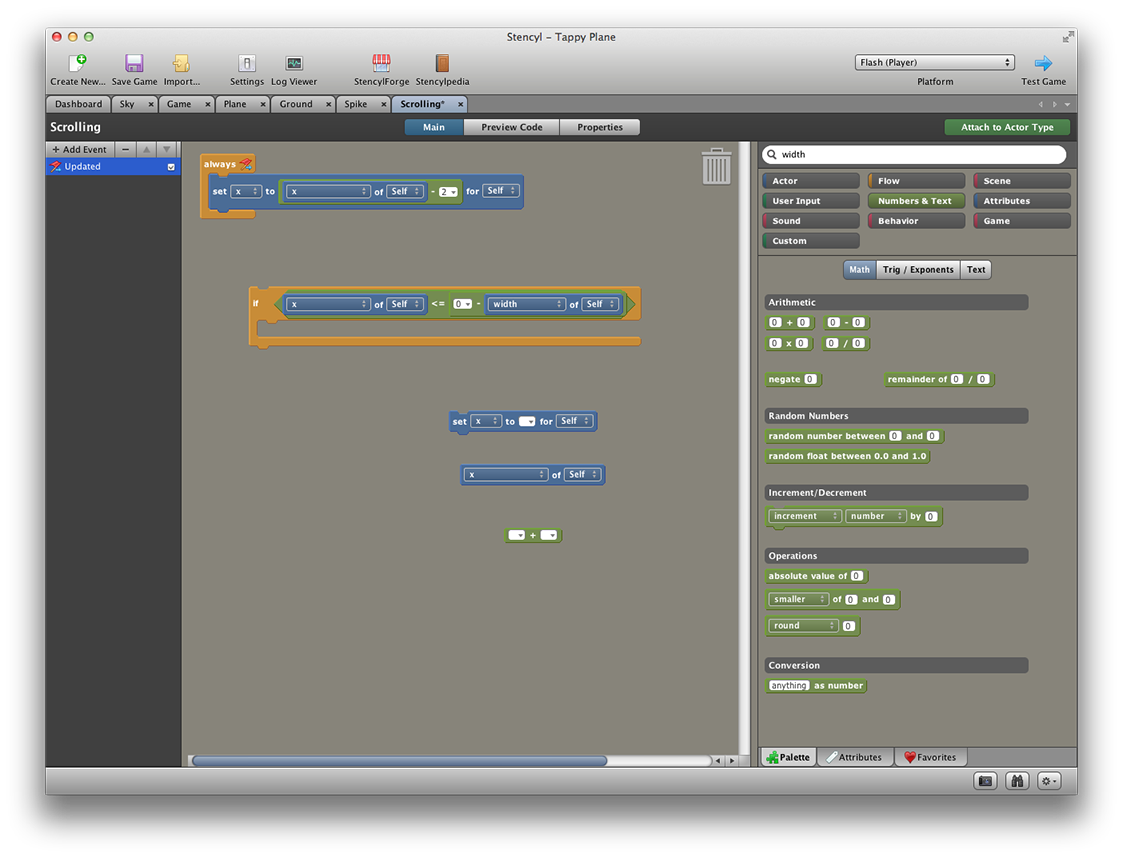 Stencyl – Tappy Plane
Create New... Save Game Import... Settings Log Viewer StencylForge Stencylpedia
Flash (Player)
Platform
Test Game
Dashboard Sky × Game × Plane × Ground × Spike × Scrolling* ×
Scrolling
Main Preview Code Properties
Attach to Actor Type
+ Add Event –
Updated
always
set x to x of Self - 2 for Self
if x of Self <= 0 - width of Self
set x to for Self
x of Self
+
width
Actor Flow Scene
User Input Numbers & Text Attributes
Sound Behavior Game
Custom
Math Trig / Exponents Text
Arithmetic
0 + 0 0 - 0
0 x 0 0 / 0
negate 0 remainder of 0 / 0
Random Numbers
random number between 0 and 0
random float between 0.0 and 1.0
Increment/Decrement
increment number by 0
Operations
absolute value of 0
smaller of 0 and 0
round 0
Conversion
anything as number
Palette Attributes Favorites